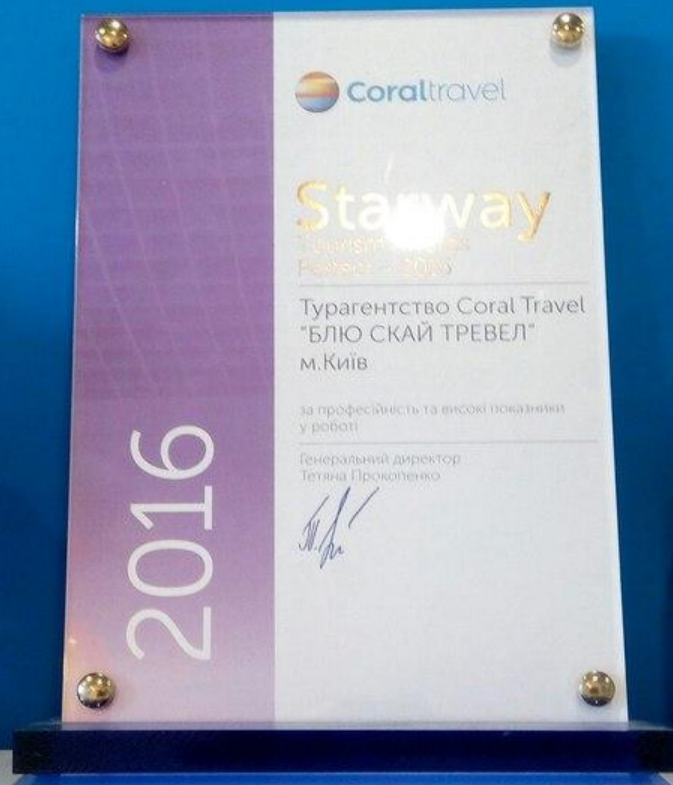 Coraltravel
Starway
Турагентство Coral Travel
"БЛЮ СКАЙ ТРЕВЕЛ"
м.Київ
за професійність та високі показники
у роботі
Генеральний директор
Тетяна Прокопенко
2016